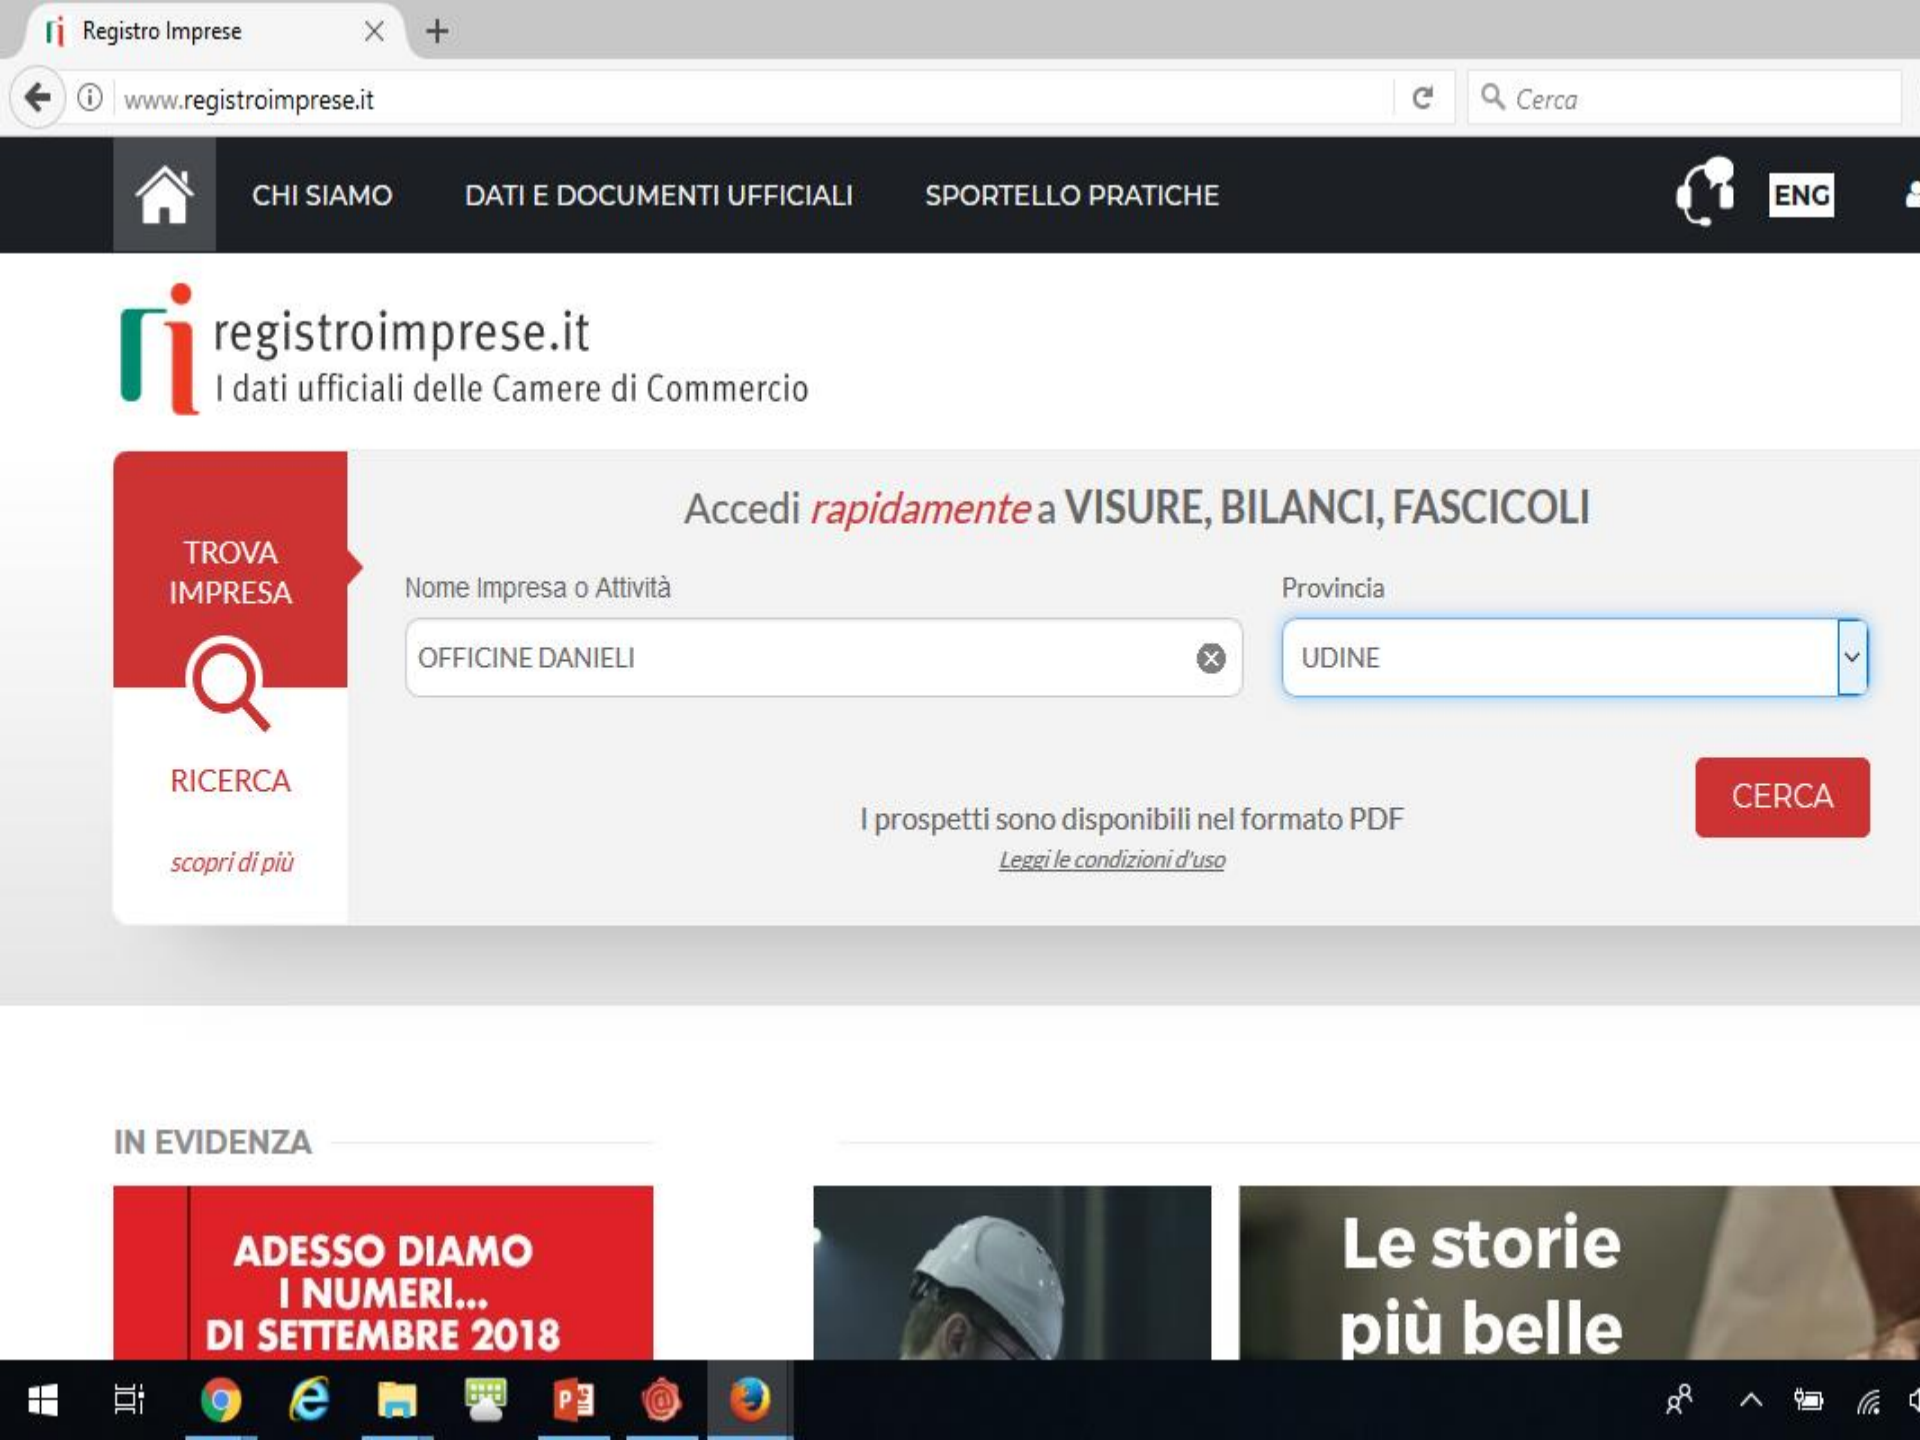 Registro Imprese
www.registroimprese.it
Cerca
CHI SIAMO
DATI E DOCUMENTI UFFICIALI
SPORTELLO PRATICHE
ENG
registroimprese.it
I dati ufficiali delle Camere di Commercio
TROVA
IMPRESA
RICERCA
scopri di più
Accedi rapidamente a VISURE, BILANCI, FASCICOLI
Nome Impresa o Attività
Provincia
OFFICINE DANIELI
UDINE
CERCA
I prospetti sono disponibili nel formato PDF
Leggi le condizioni d'uso
IN EVIDENZA
ADESSO DIAMO
I NUMERI...
DI SETTEMBRE 2018
Le storie
più belle